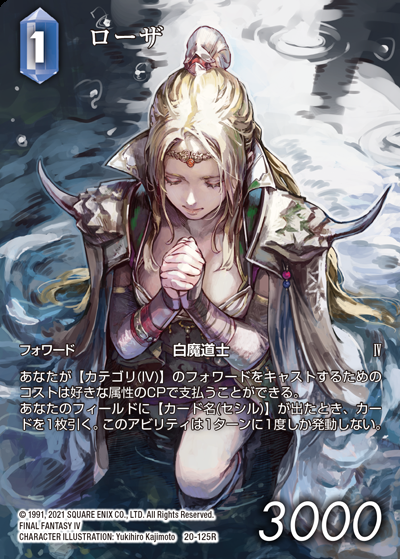 1
ローザ
フォワード 白魔道士 Ⅳ
あなたが【カテゴリ(Ⅳ)】のフォワードをキャストするための
コストは好きな属性のCPで支払うことができる。
あなたのフィールドに【カード名(セシル)】が出たとき、カー
ドを1枚引く。このアビリティは1ターンに1度しか発動しない。
© 1991, 2021 SQUARE ENIX CO., LTD. All Rights Reserved.
FINAL FANTASY IV
CHARACTER ILLUSTRATION: Yukihiro Kajimoto 20-125R
3000